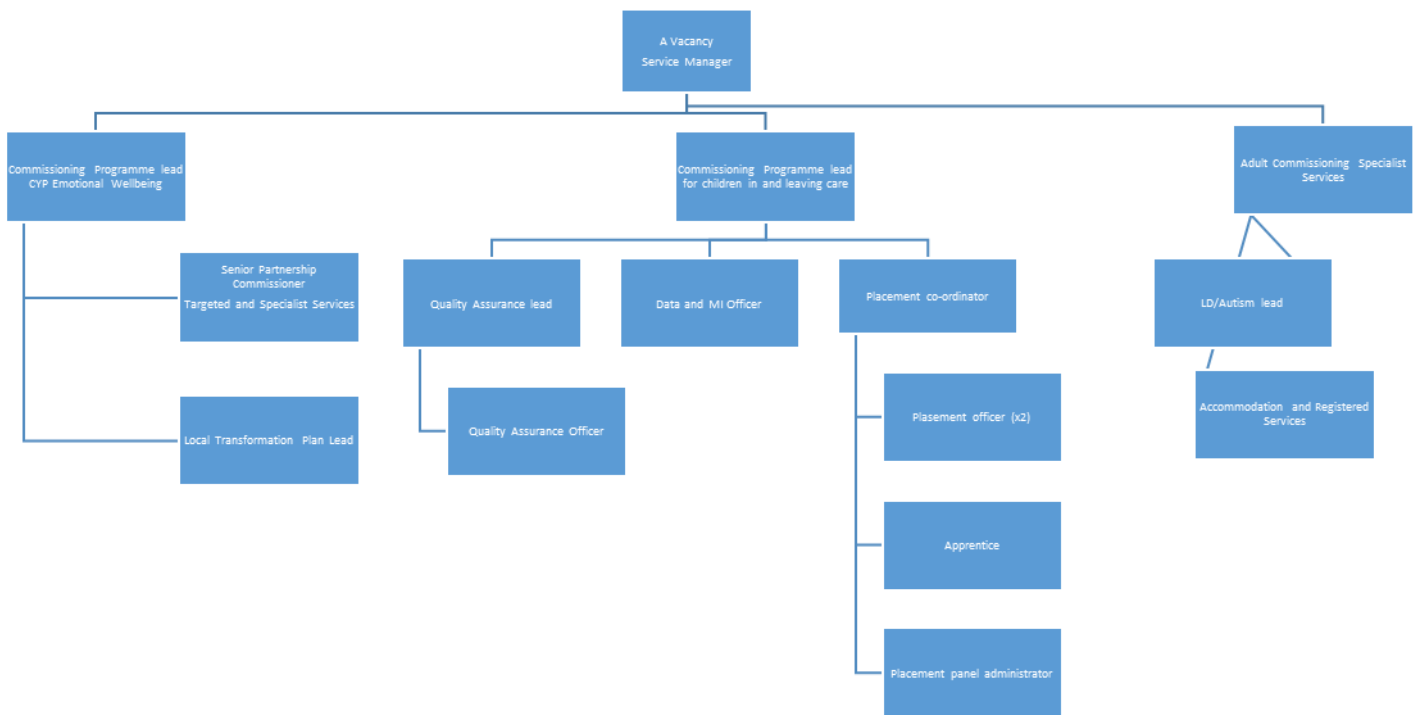 A Vacancy
Service Manager
Commissioning Programme lead
CYP Emotional Wellbeing
Commissioning Programme lead
for children in and leaving care
Adult Commissioning Specialist
Services
Senior Partnership
Commissioner
Targeted and Specialist Services
Quality Assurance lead
Data and MI Officer
Placement co-ordinator
LD/Autism lead
Local Transformation Plan Lead
Quality Assurance Officer
Plasement officer (x2)
Accommodation and Registered
Services
Apprentice
Placement panel administrator